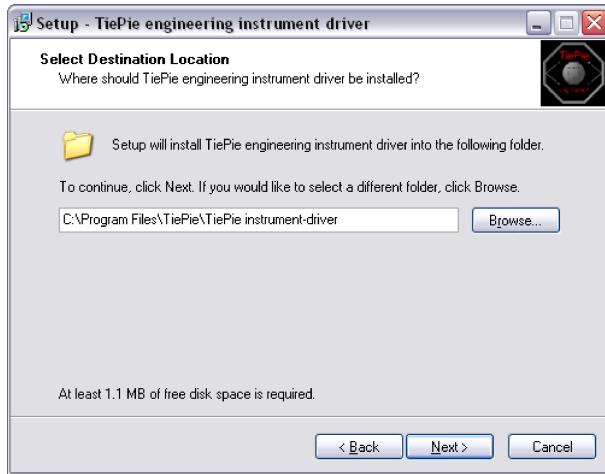 Setup - TiePie engineering instrument driver
Select Destination Location
Where should TiePie engineering instrument driver be installed?
TiePie
Setup will install TiePie engineering instrument driver into the following folder.
To continue, click Next. If you would like to select a different folder, click Browse.
C:\Program Files\TiePie\TiePie instrument-driver
Browse...
At least 1.1 MB of free disk space is required.
< Back
Next >
Cancel